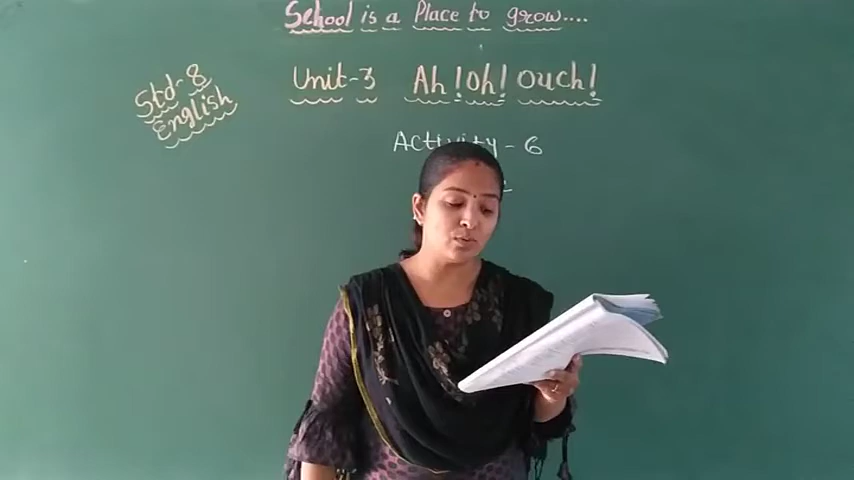 School is a Place to grow....
Std-8
English
Unit-3 Ah!Oh! Ouch!
Activity-6